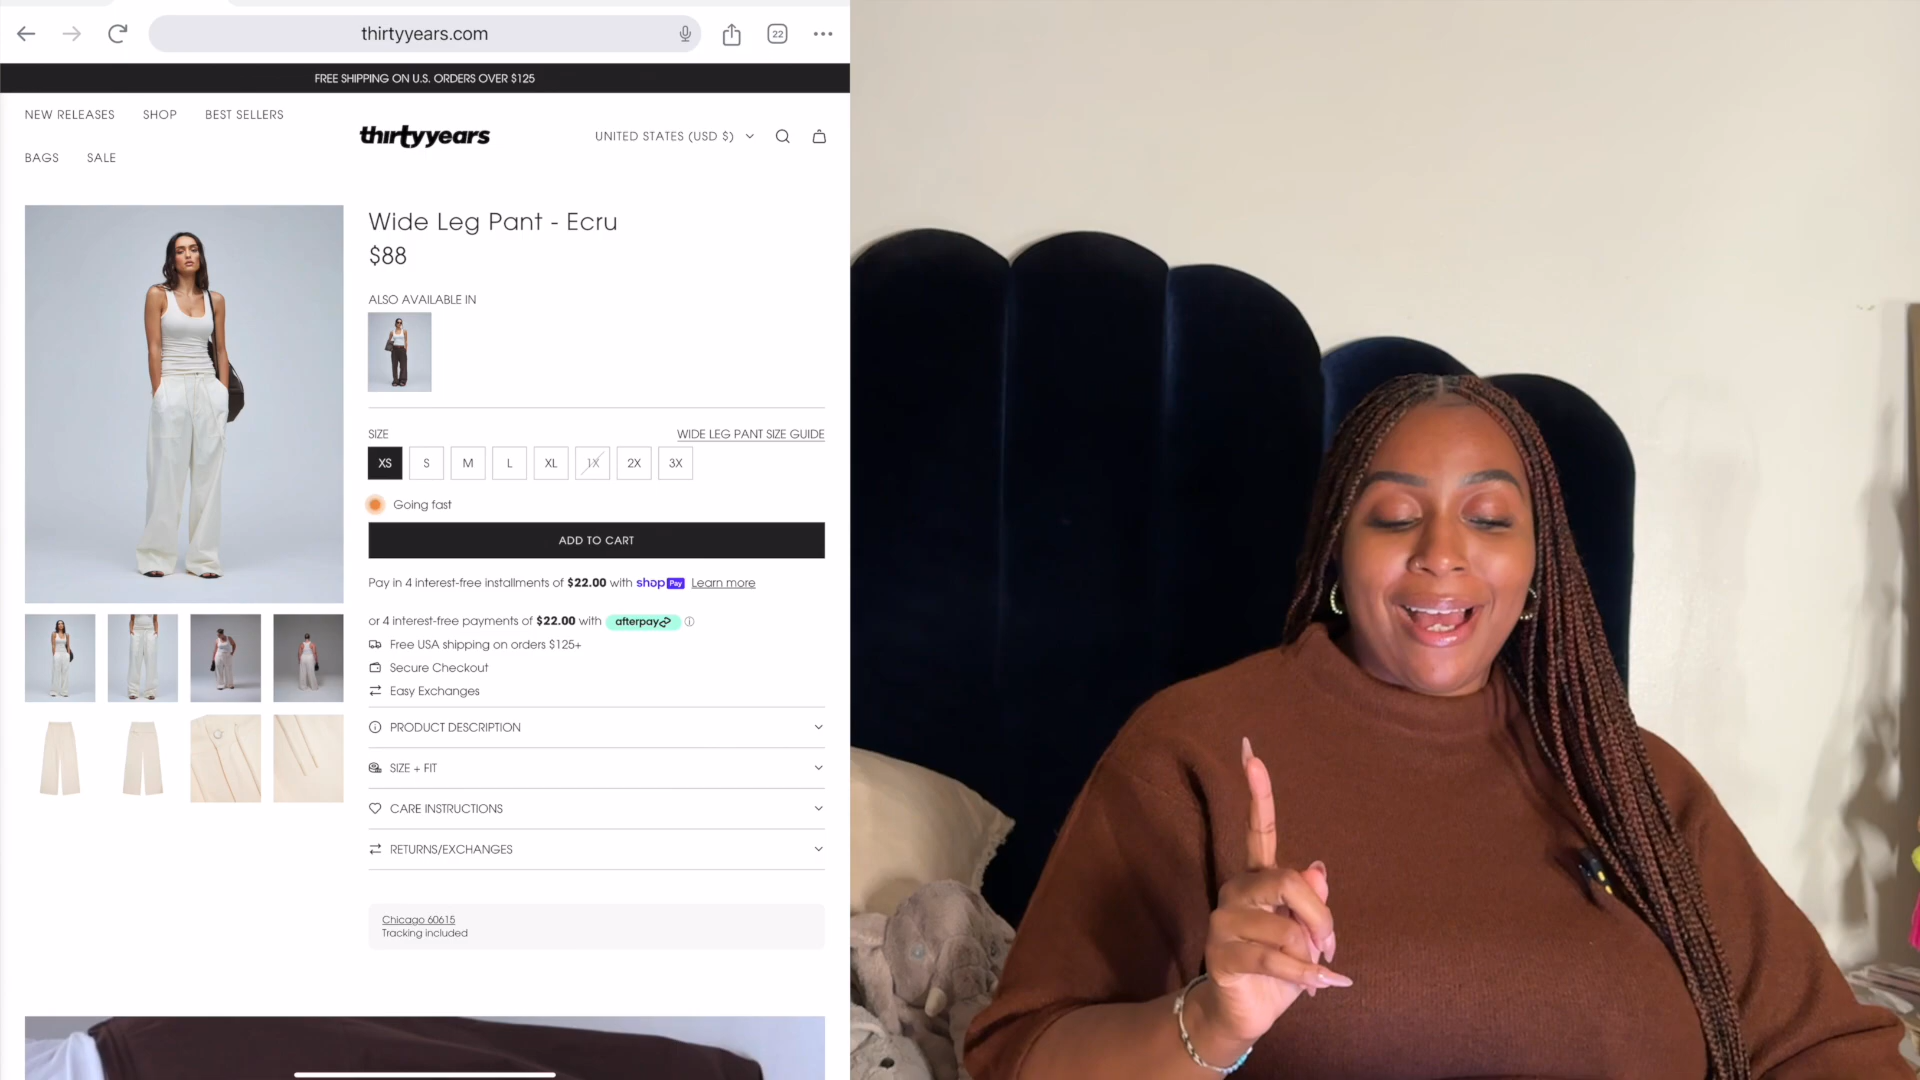 thirtyyears.com
22
FREE SHIPPING ON U.S. ORDERS OVER $125
NEW RELEASES SHOP BEST SELLERS
BAGS SALE
thirtyyears
UNITED STATES (USD $)
Wide Leg Pant - Ecru
$88
ALSO AVAILABLE IN
SIZE WIDE LEG PANT SIZE GUIDE
XS S M L XL 1X 2X 3X
Going fast
ADD TO CART
Pay in 4 interest-free installments of $22.00 with shop Pay Learn more
or 4 interest-free payments of $22.00 with afterpay
Free USA shipping on orders $125+
Secure Checkout
Easy Exchanges
PRODUCT DESCRIPTION
SIZE + FIT
CARE INSTRUCTIONS
RETURNS/EXCHANGES
Chicago 60615
Tracking included